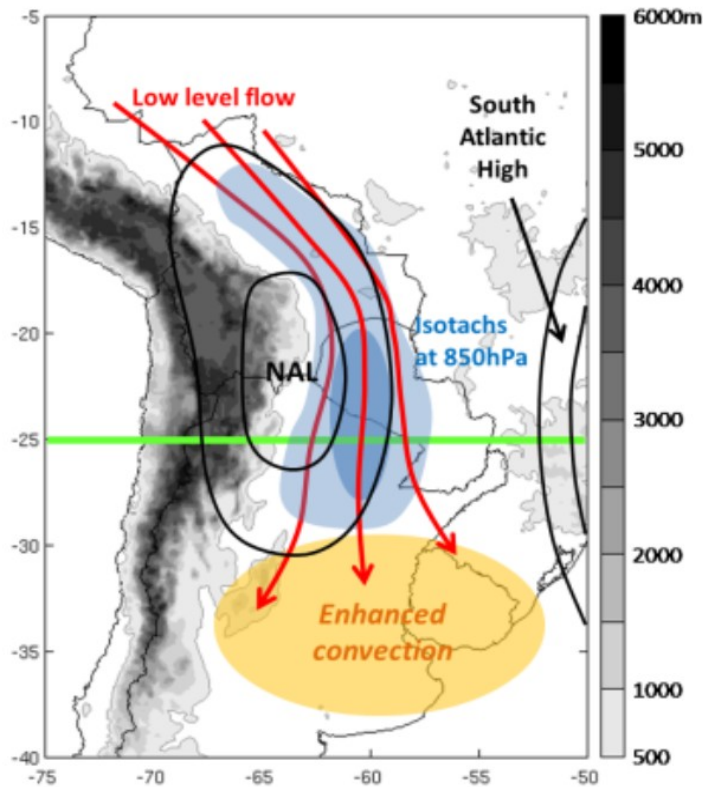 -5
-10
-15
-20
-25
-30
-35
-40
-75
-70
-65
-60
-55
-50
Low level flow
South
Atlantic
High
Isotachs
at 850hPa
NAL
Enhanced
convection
6000m
5000
4000
3000
2000
1000
500